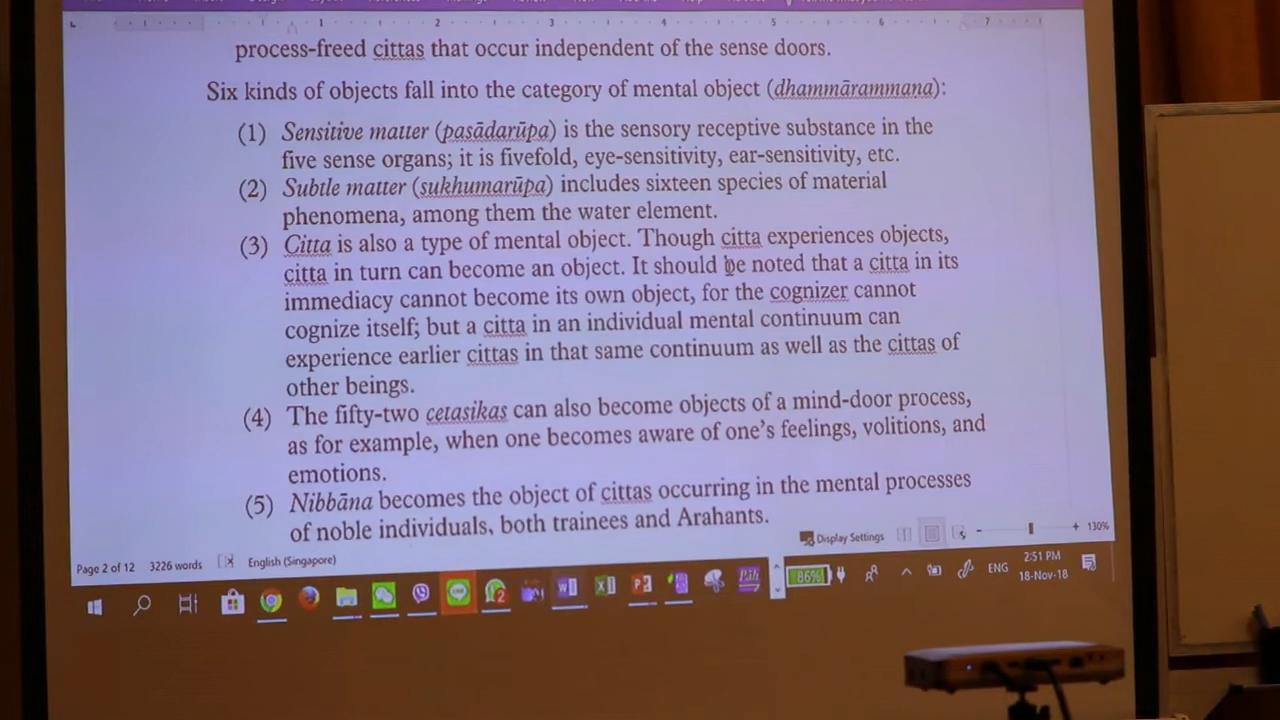 process-freed cittas that occur independent of the sense doors.
Six kinds of objects fall into the category of mental object (dhammārammaṇa):
(1) Sensitive matter (pasādarūpa) is the sensory receptive substance in the
five sense organs; it is fivefold, eye-sensitivity, ear-sensitivity, etc.
(2) Subtle matter (sukhumarūpa) includes sixteen species of material
phenomena, among them the water element.
(3) Citta is also a type of mental object. Though citta experiences objects,
citta in turn can become an object. It should be noted that a citta in its
immediacy cannot become its own object, for the cognizer cannot
cognize itself; but a citta in an individual mental continuum can
experience earlier cittas in that same continuum as well as the cittas of
other beings.
(4) The fifty-two cetasikas can also become objects of a mind-door process,
as for example, when one becomes aware of one's feelings, volitions, and
emotions.
(5) Nibbāna becomes the object of cittas occurring in the mental processes
of noble individuals, both trainees and Arahants.
Display Settings - + 130%
Page 2 of 12 3226 words English (Singapore)
86% ENG 2:51 PM
18-Nov-18
Pāli